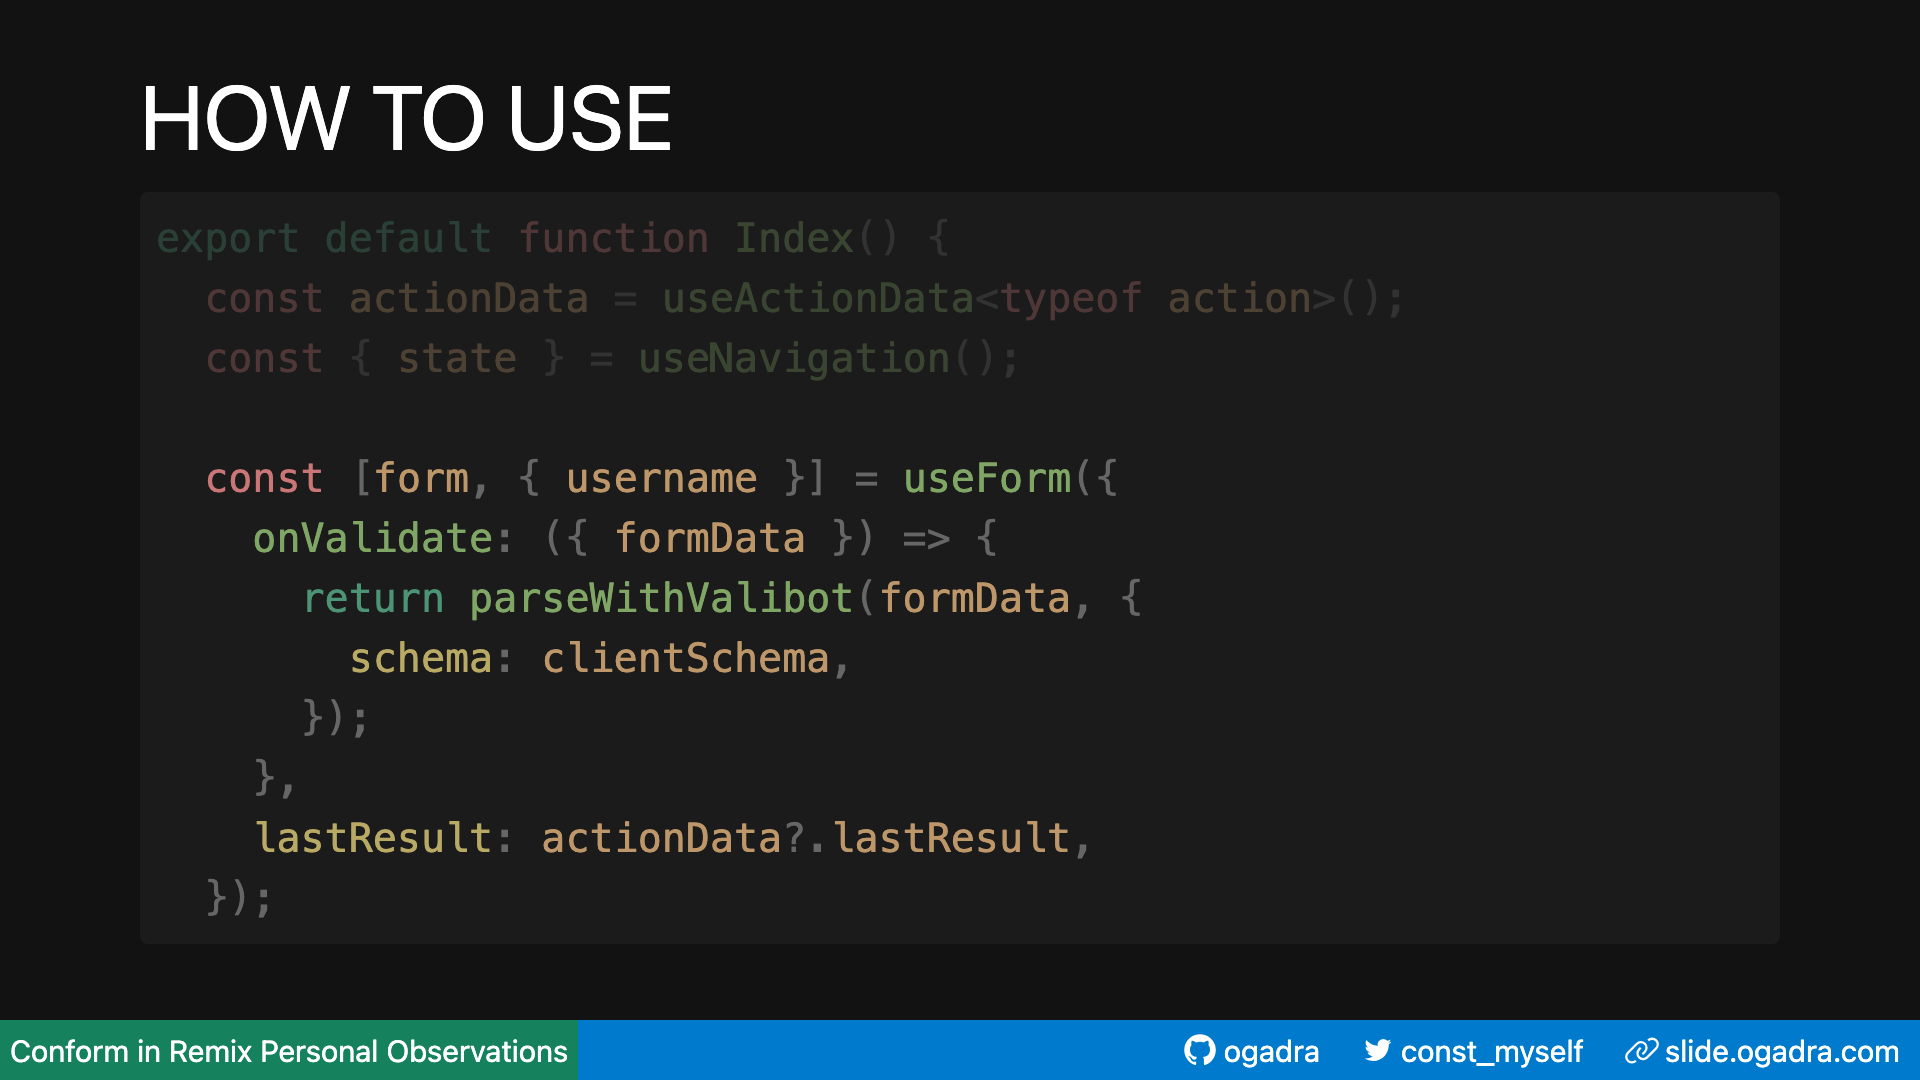 HOW TO USE
export default function Index() {
  const actionData = useActionData<typeof action>();
  const { state } = useNavigation();

  const [form, { username }] = useForm({
    onValidate: ({ formData }) => {
      return parseWithValibot(formData, {
        schema: clientSchema,
      });
    },
    lastResult: actionData?.lastResult,
  });
Conform in Remix Personal Observations
ogadra
const_myself
slide.ogadra.com